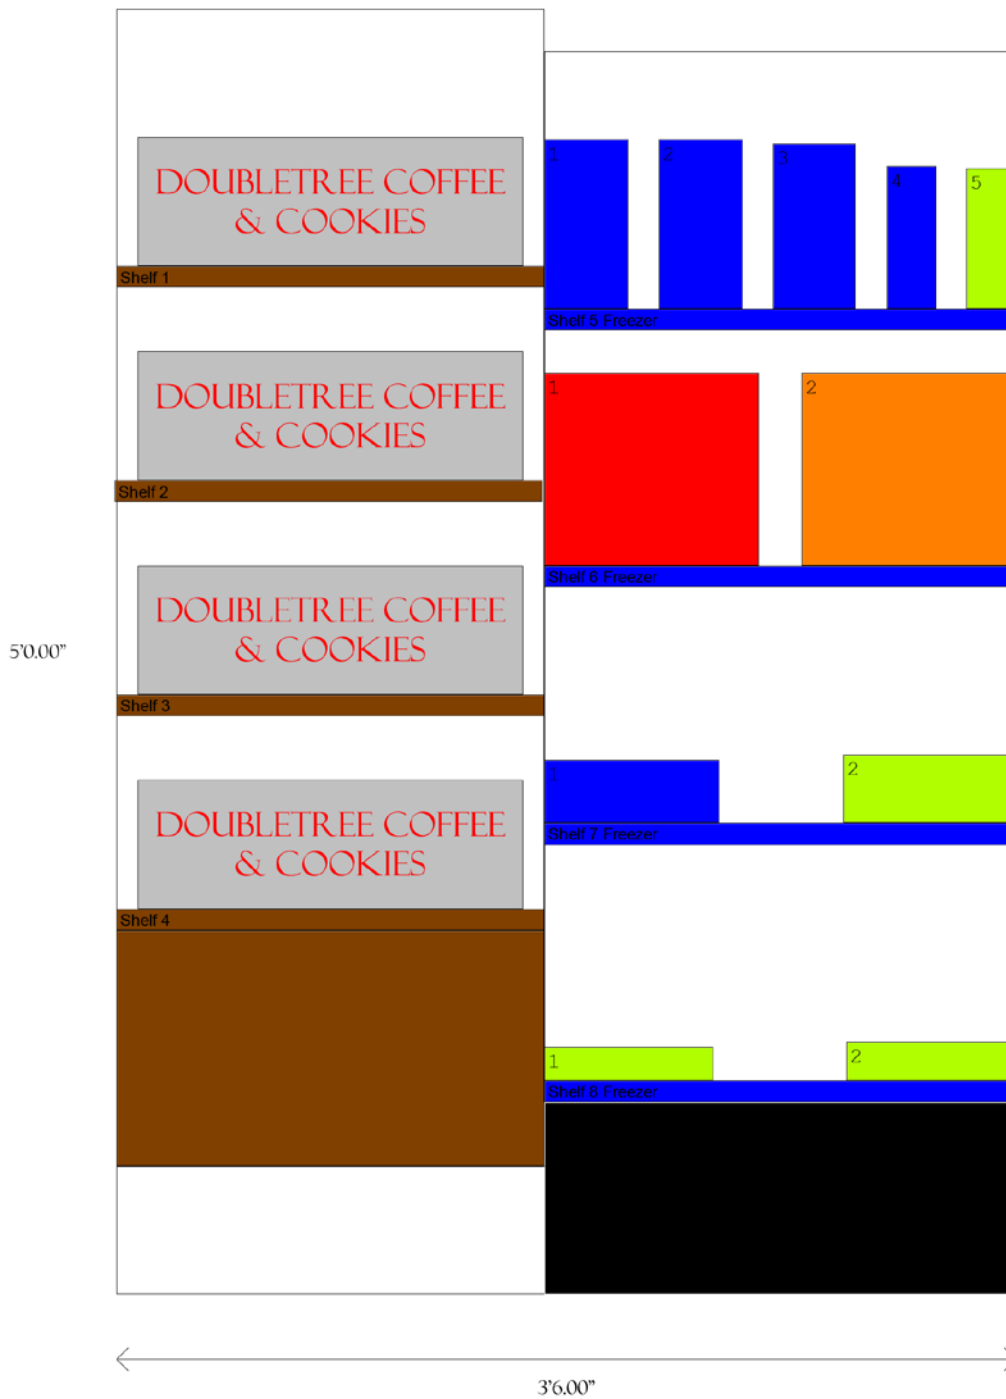 DOUBLETREE COFFEE
& COOKIES
Shelf 1
DOUBLETREE COFFEE
& COOKIES
Shelf 2
DOUBLETREE COFFEE
& COOKIES
Shelf 3
DOUBLETREE COFFEE
& COOKIES
Shelf 4
1 2 3 4 5
Shelf 5 Freezer
1 2
Shelf 6 Freezer
1 2
Shelf 7 Freezer
1 2
Shelf 8 Freezer
5'0.00"
3'6.00"